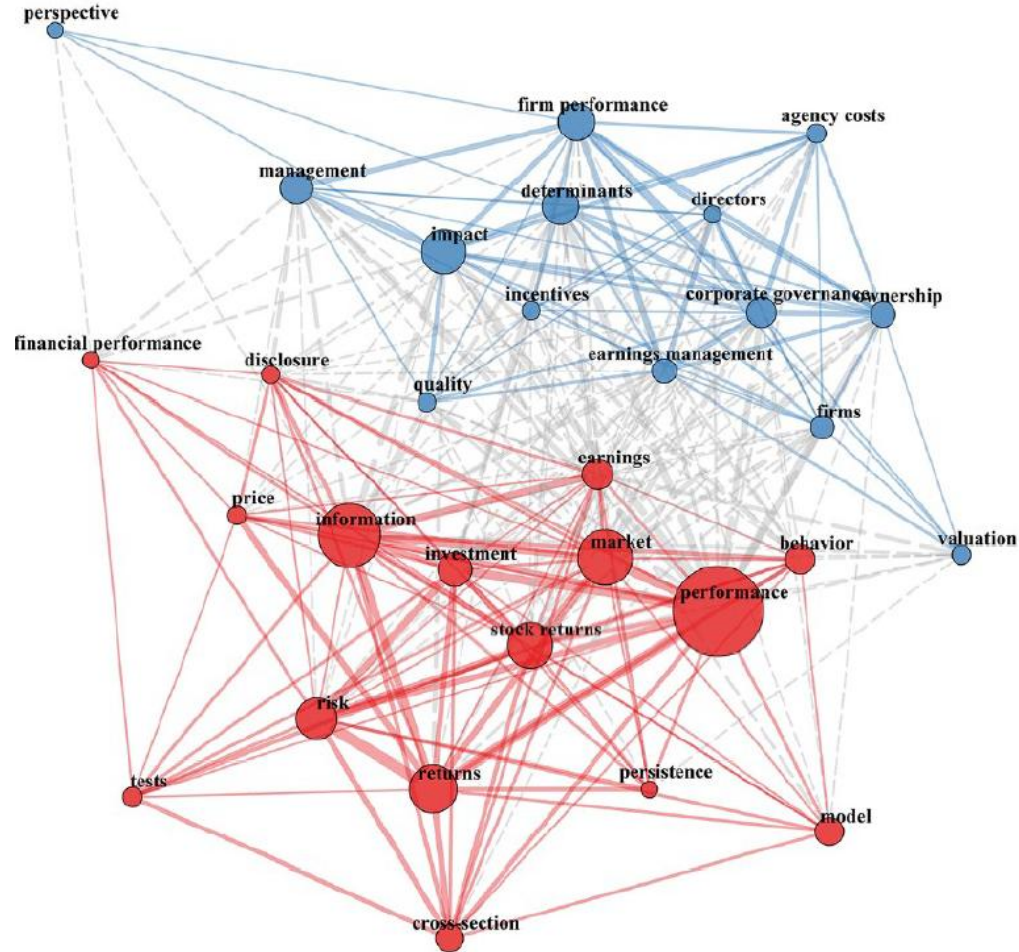 perspective
firm performance
agency costs
management
determinants
directors
impact
incentives
corporate governance
ownership
financial performance
disclosure
earnings management
quality
firms
earnings
price
information
investment
market
behavior
valuation
performance
stock returns
risk
tests
returns
persistence
model
cross-section